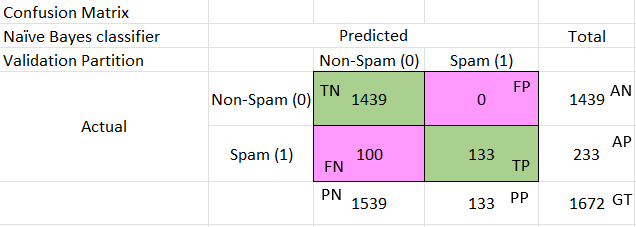 Confusion Matrix
Naïve Bayes classifier Predicted Total
Validation Partition Non-Spam (0) Spam (1)
Actual Non-Spam (0) TN 1439 0 FP 1439 AN
Spam (1) FN 100 133 TP 233 AP
PN 1539 133 PP 1672 GT